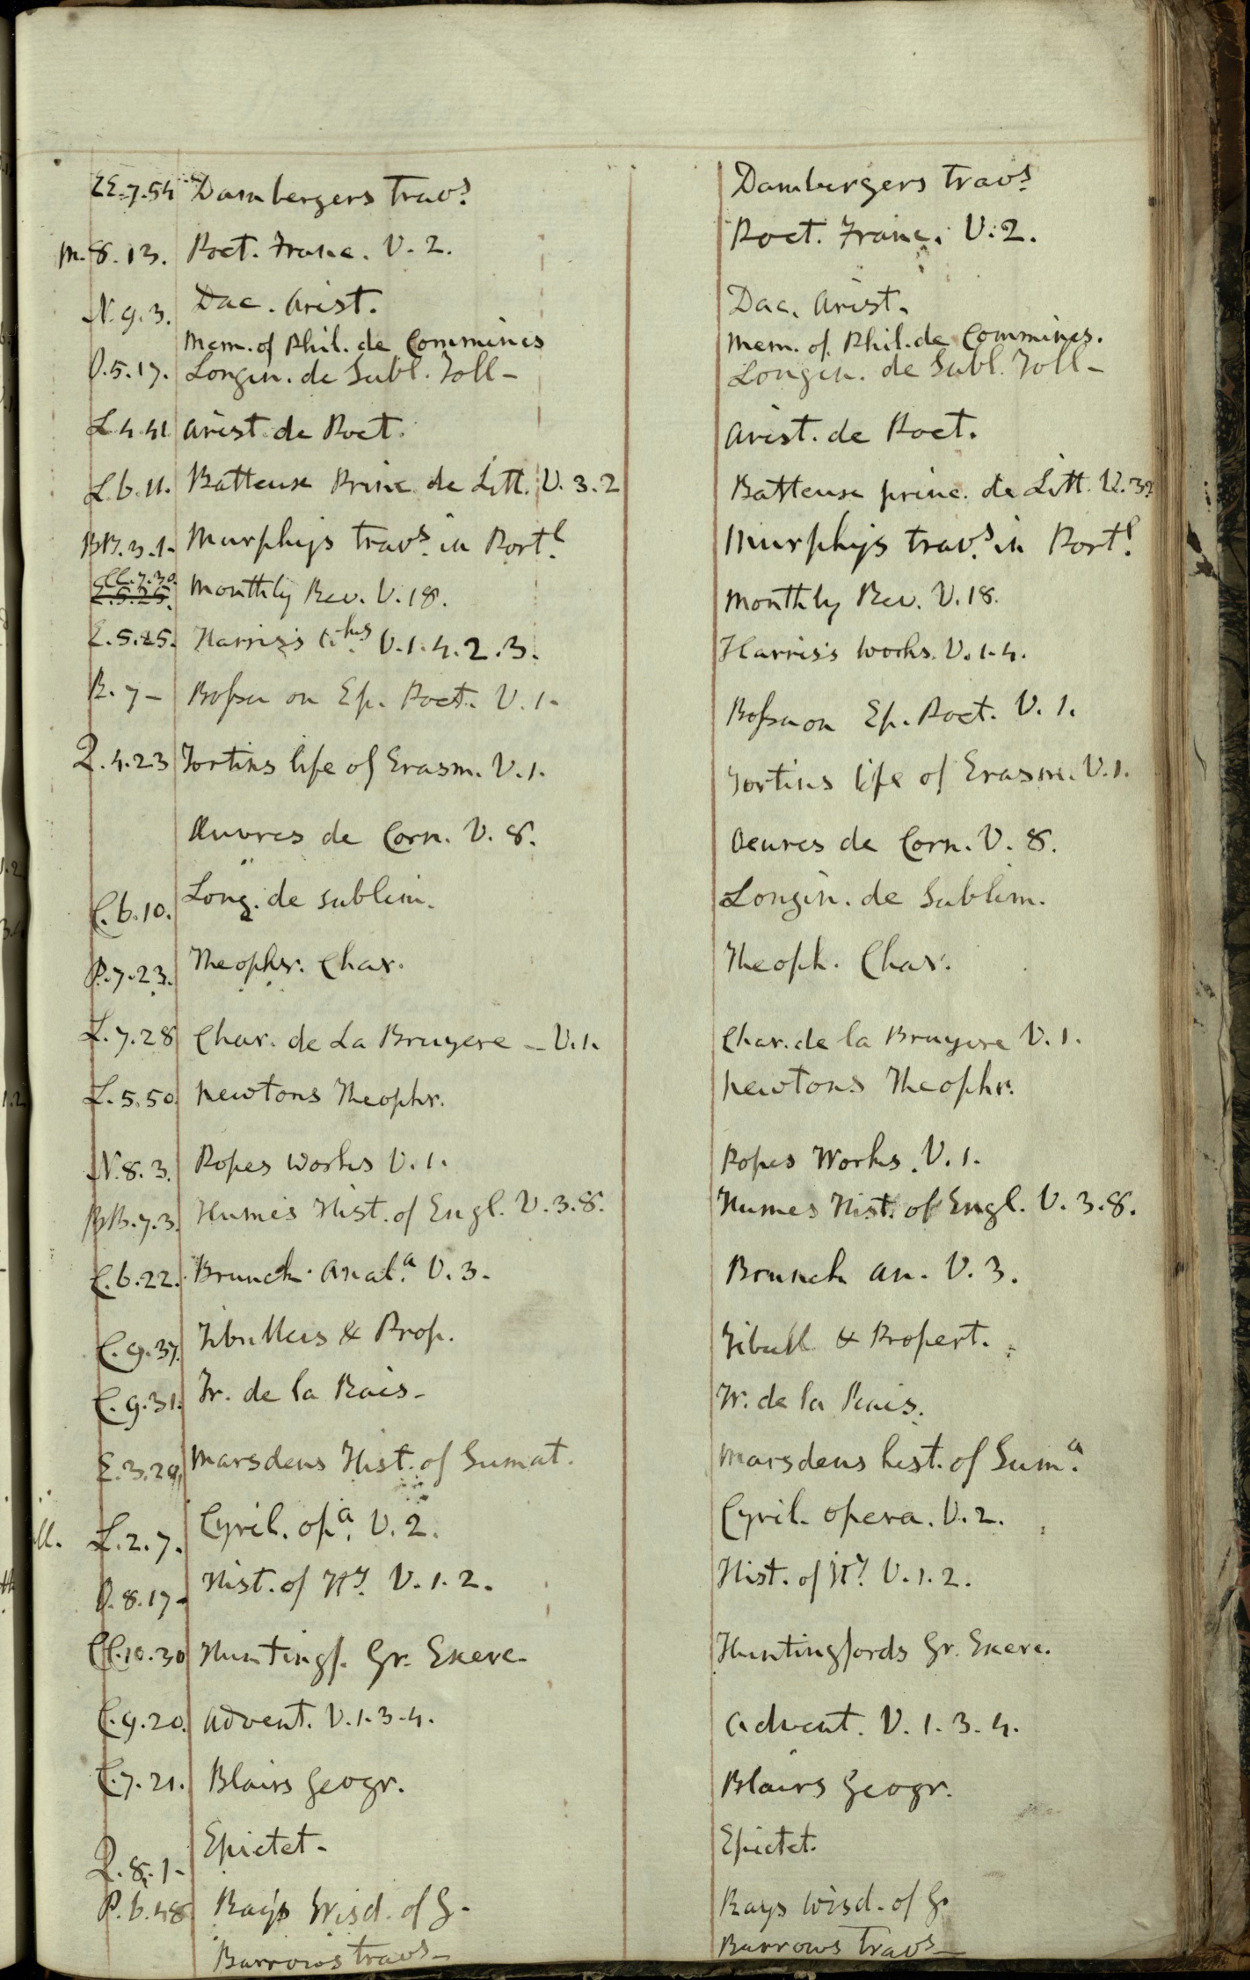 EE.7.54 Dambergers Travs Dambergers Travs
M.8.13. Poet. Franc. V. 2. Poet. Franc. V. 2.
N.9.3. Dac. Arist. Dac. Arist.
Mem. of Phil. de Commines Mem. of Phil. de Commines.
O.5.17. Longin. de Subl. Toll- Longin. de Subl. Toll-
L.4.41 Arist. de Poet. Arist. de Poet.
L.6.11. Batteux Princ. de Litt. V. 3.2 Batteux princ. de Litt. V. 3.2
BB.3.1- Murphys travs. in Portl. Murphys travs. in Portl.
CC.7.30. Monthly Rev. V. 18. Monthly Rev. V. 18.
E.5.25.
E.5.25. Harris's V. 1.4.2.3. Harris's Works. V. 1.4.
R.7- Bossu on Ep. Poet. V. 1- Bossu on Ep. Poet. V. 1.
Q.4.23 Jortins life of Erasm. V. 1. Jortins life of Erasm. V. 1.
Œuvres de Corn. V. 8. Oeuvres de Corn. V. 8.
C.6.10. Long. de sublim. Longin. de Sublim.
P.7.23. Theophr. Char. Theoph. Char.
L.7.28 Char. de La Bruyere - V. 1. Char. de la Bruyere V. 1.
L.5.50. Newtons Theophr. Newtons Theophr.
N.8.3. Popes Works V. 1. Popes Works. V. 1.
BB.7.3. Humes Hist. of Engl. V. 3.8. Humes Hist. of Engl. V. 3.8.
C.6.22. Brunck. Anala. V. 3. Brunck an. V. 3.
C.9.37. Tibullus & Prop. Tibull & Propert.
C.9.31. Tr. de la Rais- Tr. de la Rais.
E.3.29. Marsdens Hist. of Sumat. Marsdens hist. of Suma.
L.2.7. Cyril. opa. V. 2. Cyril. opera. V. 2.
O.8.17- Hist. of Hy. V. 1.2. Hist. of Hy. V. 1.2.
CC.10.30 Huntingf. Gr. Exerc. Huntingfords Gr. Exerc.
C.9.20. Advent. V. 1.3.4. Advent. V. 1.3.4.
C.7.21. Blairs Geogr. Blairs Geogr.
Q.8.1- Epictet- Epictet.
P.6.48 Rays Wisd. of G. Rays Wisd. of G.
Barrows travs- Barrows Travs-